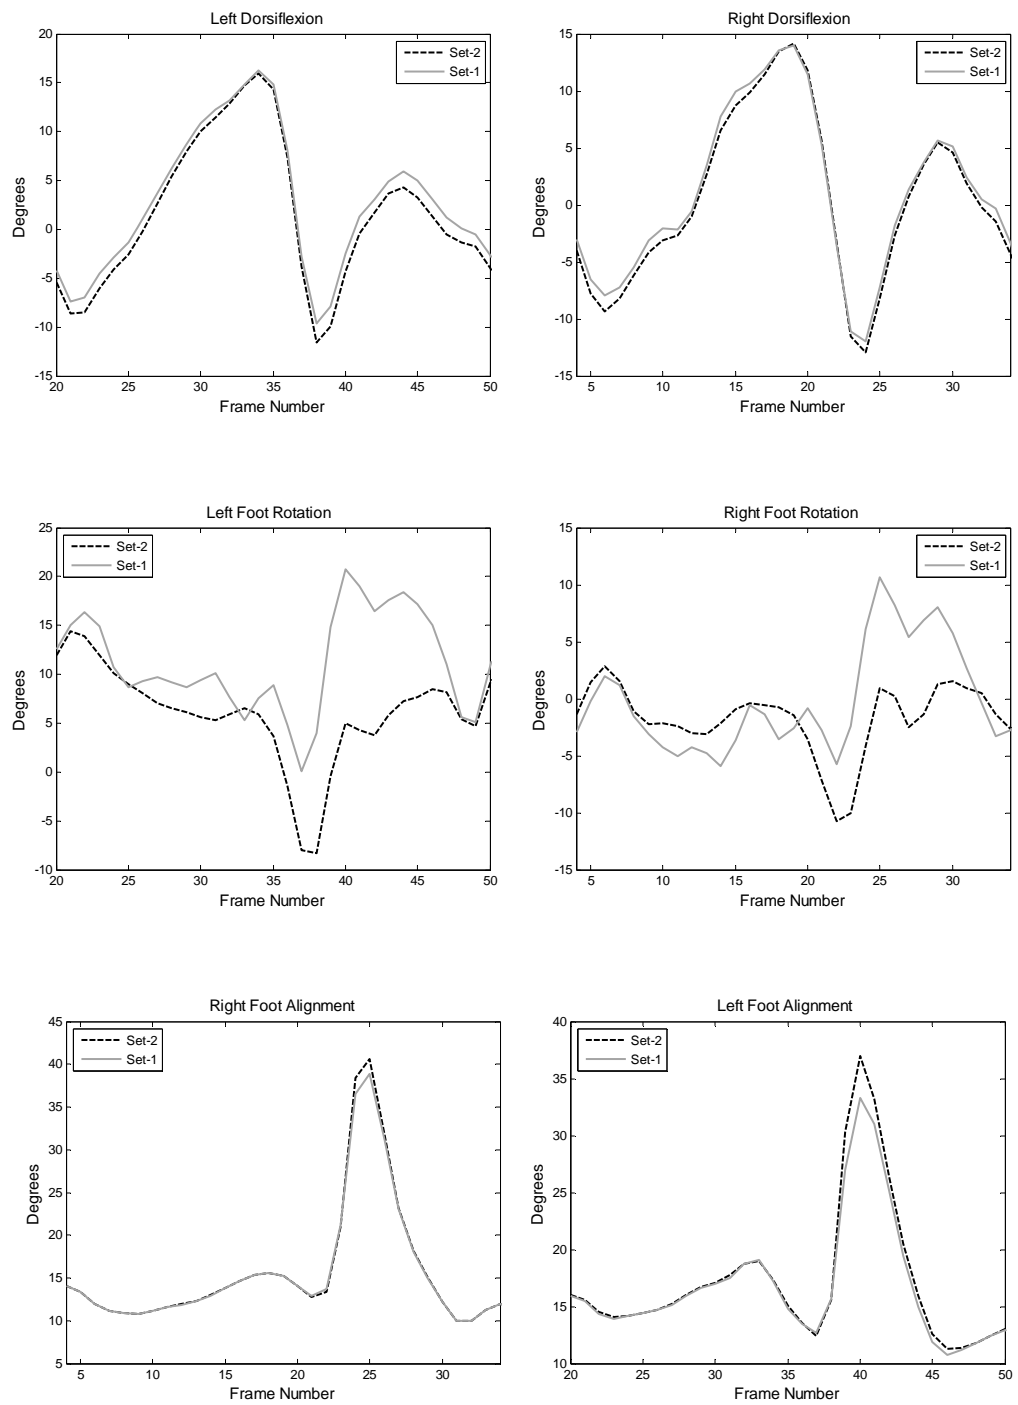 Left Dorsiflexion
20
15
10
5
0
-5
-10
-15
20 25 30 35 40 45 50
Degrees
Frame Number
Set-2
Set-1
Right Dorsiflexion
15
10
5
0
-5
-10
-15
5 10 15 20 25 30
Degrees
Frame Number
Set-2
Set-1
Left Foot Rotation
25
20
15
10
5
0
-5
-10
20 25 30 35 40 45 50
Degrees
Frame Number
Set-2
Set-1
Right Foot Rotation
15
10
5
0
-5
-10
-15
5 10 15 20 25 30
Degrees
Frame Number
Set-2
Set-1
Right Foot Alignment
45
40
35
30
25
20
15
10
5
5 10 15 20 25 30
Degrees
Frame Number
Set-2
Set-1
Left Foot Alignment
40
35
30
25
20
15
10
20 25 30 35 40 45 50
Degrees
Frame Number
Set-2
Set-1